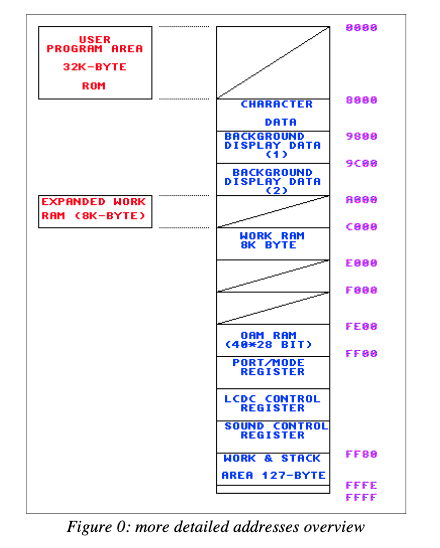 USER
PROGRAM AREA
32K-BYTE
ROM
0000
8000
CHARACTER
DATA
9800
BACKGROUND
DISPLAY DATA
(1)
9C00
BACKGROUND
DISPLAY DATA
(2)
A000
EXPANDED WORK
RAM (8K-BYTE)
C000
WORK RAM
8K BYTE
E000
F000
FE00
OAM RAM
(40*28 BIT)
FF00
PORT/MODE
REGISTER
LCDC CONTROL
REGISTER
SOUND CONTROL
REGISTER
FF80
WORK & STACK
AREA 127-BYTE
FFFE
FFFF
Figure 0: more detailed addresses overview